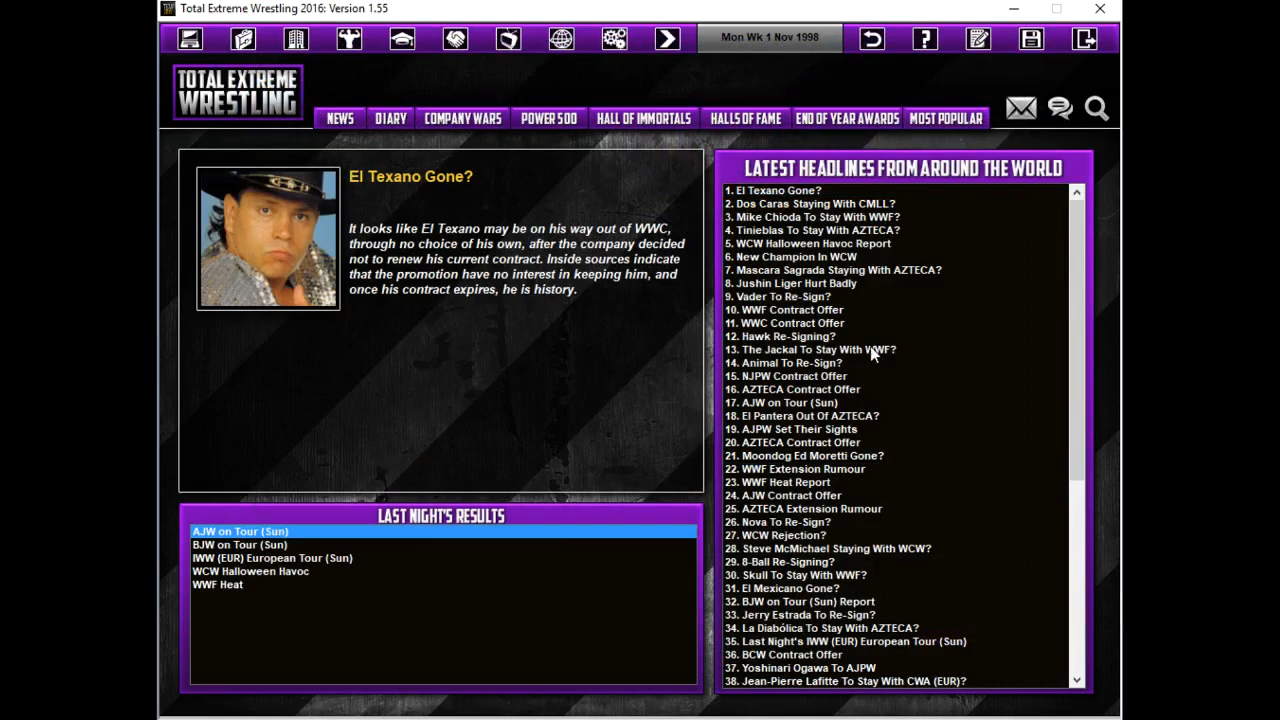 Total Extreme Wrestling 2016: Version 1.55
Mon Wk 1 Nov 1998
TOTAL EXTREME
WRESTLING
NEWS
DIARY
COMPANY WARS
POWER 500
HALL OF IMMORTALS
HALLS OF FAME
END OF YEAR AWARDS
MOST POPULAR
El Texano Gone?
It looks like El Texano may be on his way out of WWC,
through no choice of his own, after the company decided
not to renew his current contract. Inside sources indicate
that the promotion have no interest in keeping him, and
once his contract expires, he is history.
LAST NIGHT'S RESULTS
AJW on Tour (Sun)
BJW on Tour (Sun)
IWW (EUR) European Tour (Sun)
WCW Halloween Havoc
WWF Heat
LATEST HEADLINES FROM AROUND THE WORLD
1. El Texano Gone?
2. Dos Caras Staying With CMLL?
3. Mike Chioda To Stay With WWF?
4. Tinieblas To Stay With AZTECA?
5. WCW Halloween Havoc Report
6. New Champion In WCW
7. Mascara Sagrada Staying With AZTECA?
8. Jushin Liger Hurt Badly
9. Vader To Re-Sign?
10. WWF Contract Offer
11. WWC Contract Offer
12. Hawk Re-Signing?
13. The Jackal To Stay With WWF?
14. Animal To Re-Sign?
15. NJPW Contract Offer
16. AZTECA Contract Offer
17. AJW on Tour (Sun)
18. El Pantera Out Of AZTECA?
19. AJPW Set Their Sights
20. AZTECA Contract Offer
21. Moondog Ed Moretti Gone?
22. WWF Extension Rumour
23. WWF Heat Report
24. AJW Contract Offer
25. AZTECA Extension Rumour
26. Nova To Re-Sign?
27. WCW Rejection?
28. Steve McMichael Staying With WCW?
29. 8-Ball Re-Signing?
30. Skull To Stay With WWF?
31. El Mexicano Gone?
32. BJW on Tour (Sun) Report
33. Jerry Estrada To Re-Sign?
34. La Diabólica To Stay With AZTECA?
35. Last Night's IWW (EUR) European Tour (Sun)
36. BCW Contract Offer
37. Yoshinari Ogawa To AJPW
38. Jean-Pierre Lafitte To Stay With CWA (EUR)?